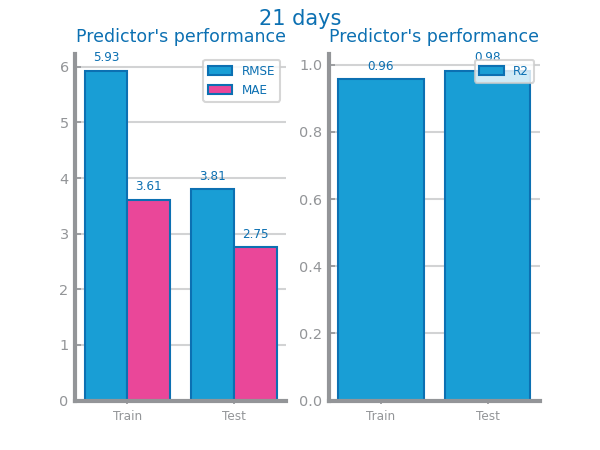 21 days
Predictor's performance
5.93
3.61
3.81
2.75
RMSE
MAE
6
5
4
3
2
1
0
Train
Test
Predictor's performance
0.96
0.98
R2
1.0
0.8
0.6
0.4
0.2
0.0
Train
Test